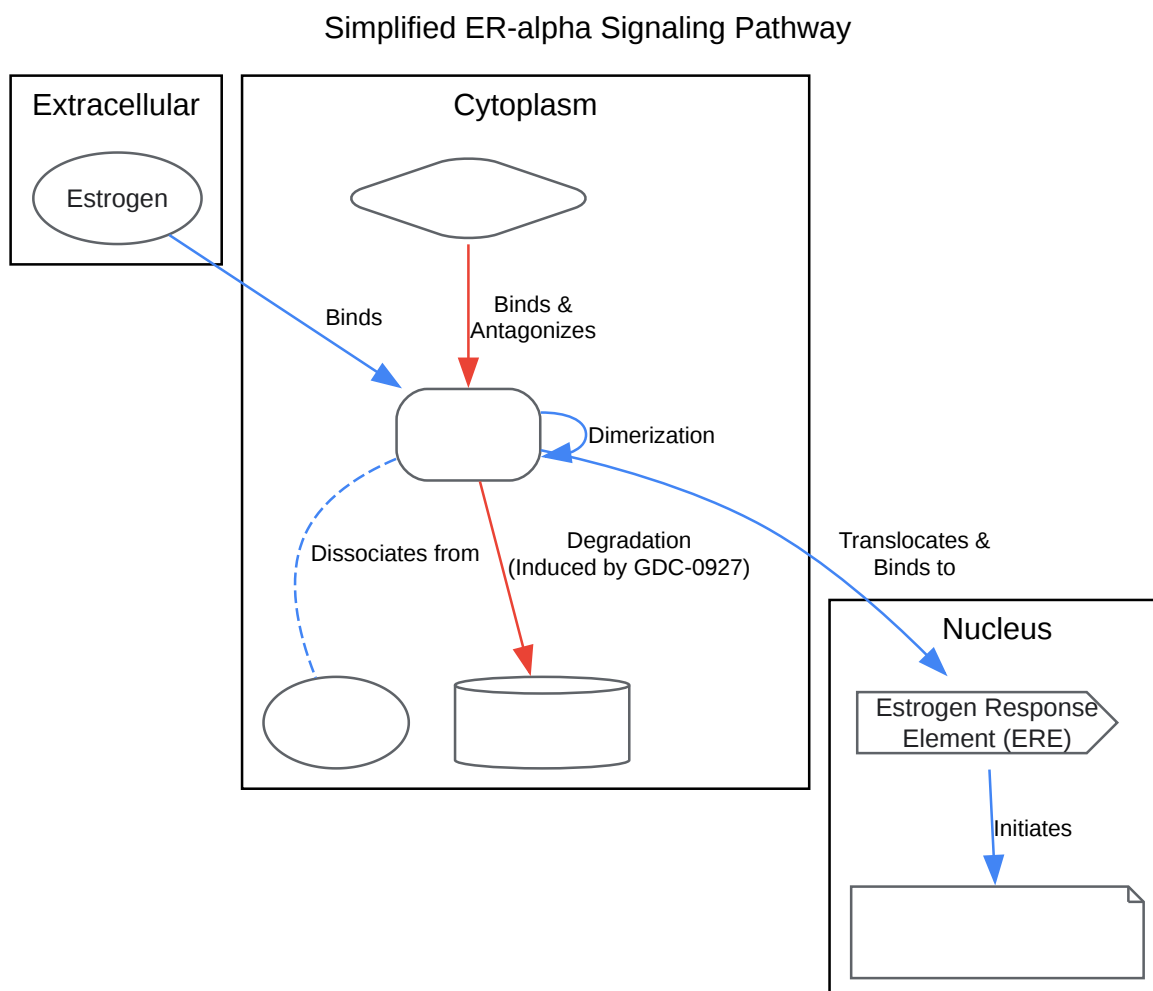 Simplified ER-alpha Signaling Pathway
Extracellular
Cytoplasm
Estrogen
Binds
Binds &
Antagonizes
Dimerization
Dissociates from
Degradation
(Induced by GDC-0927)
Translocates &
Binds to
Nucleus
Estrogen Response
Element (ERE)
Initiates